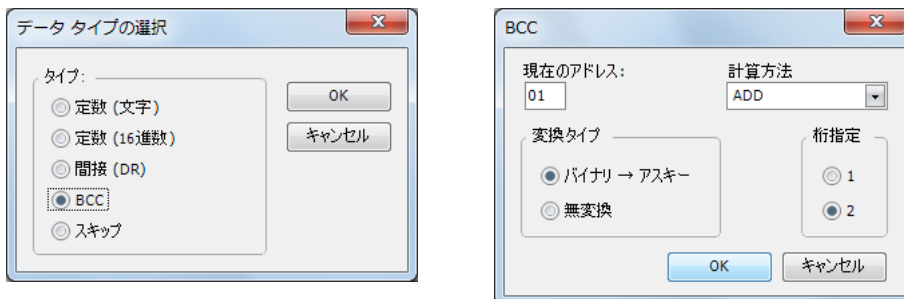 データ タイプの選択
タイプ:
定数 (文字)
定数 (16進数)
間接 (DR)
BCC
スキップ
OK
キャンセル
BCC
現在のアドレス:
01
計算方法
ADD
変換タイプ
バイナリ → アスキー
無変換
桁指定
1
2
OK
キャンセル